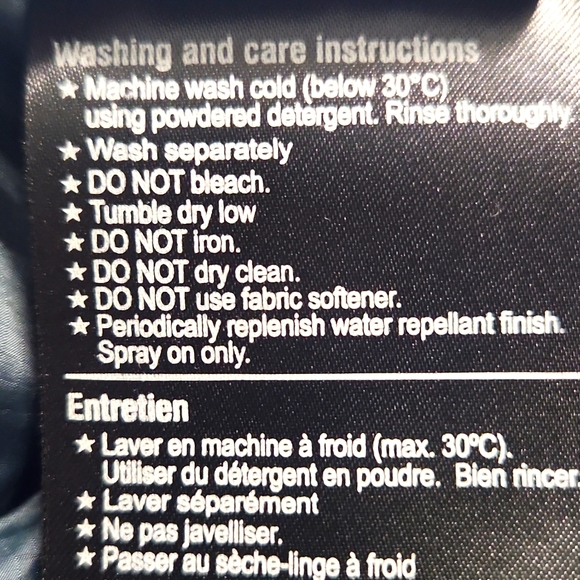 Washing and care instructions
★ Machine wash cold (below 30°C)
using powdered detergent. Rinse thoroughly.
★ Wash separately
★ DO NOT bleach.
★ Tumble dry low
★ DO NOT iron.
★ DO NOT dry clean.
★ DO NOT use fabric softener.
★ Periodically replenish water repellant finish.
Spray on only.
Entretien
★ Laver en machine à froid (max. 30ºC).
Utiliser du détergent en poudre. Bien rincer.
★ Laver séparément
★ Ne pas javelliser.
★ Passer au sèche-linge à froid